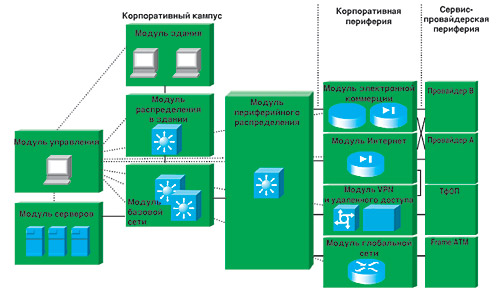 Корпоративный кампус
Корпоративная
периферия
Сервис-
провайдерская
периферия
Модуль здания
Модуль
распределения
в здании
Модуль
периферийного
распределения
Модуль электронной
коммерции
Провайдер B
Модуль управления
Модуль Интернет
Провайдер A
Модуль серверов
Модуль
базовой
сети
Модуль VPN
и удаленного доступа
ТфОП
Модуль глобальной
сети
Frame ATM